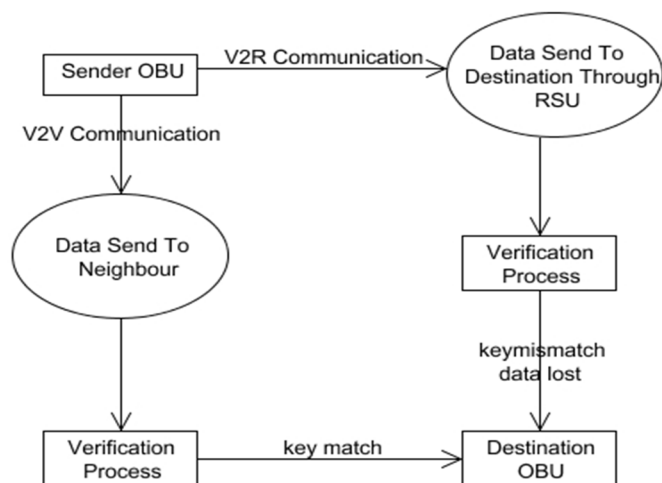 Sender OBU
V2R Communication
Data Send To
Destination Through
RSU
V2V Communication
Data Send To
Neighbour
Verification
Process
keymismatch
data lost
Verification
Process
key match
Destination
OBU